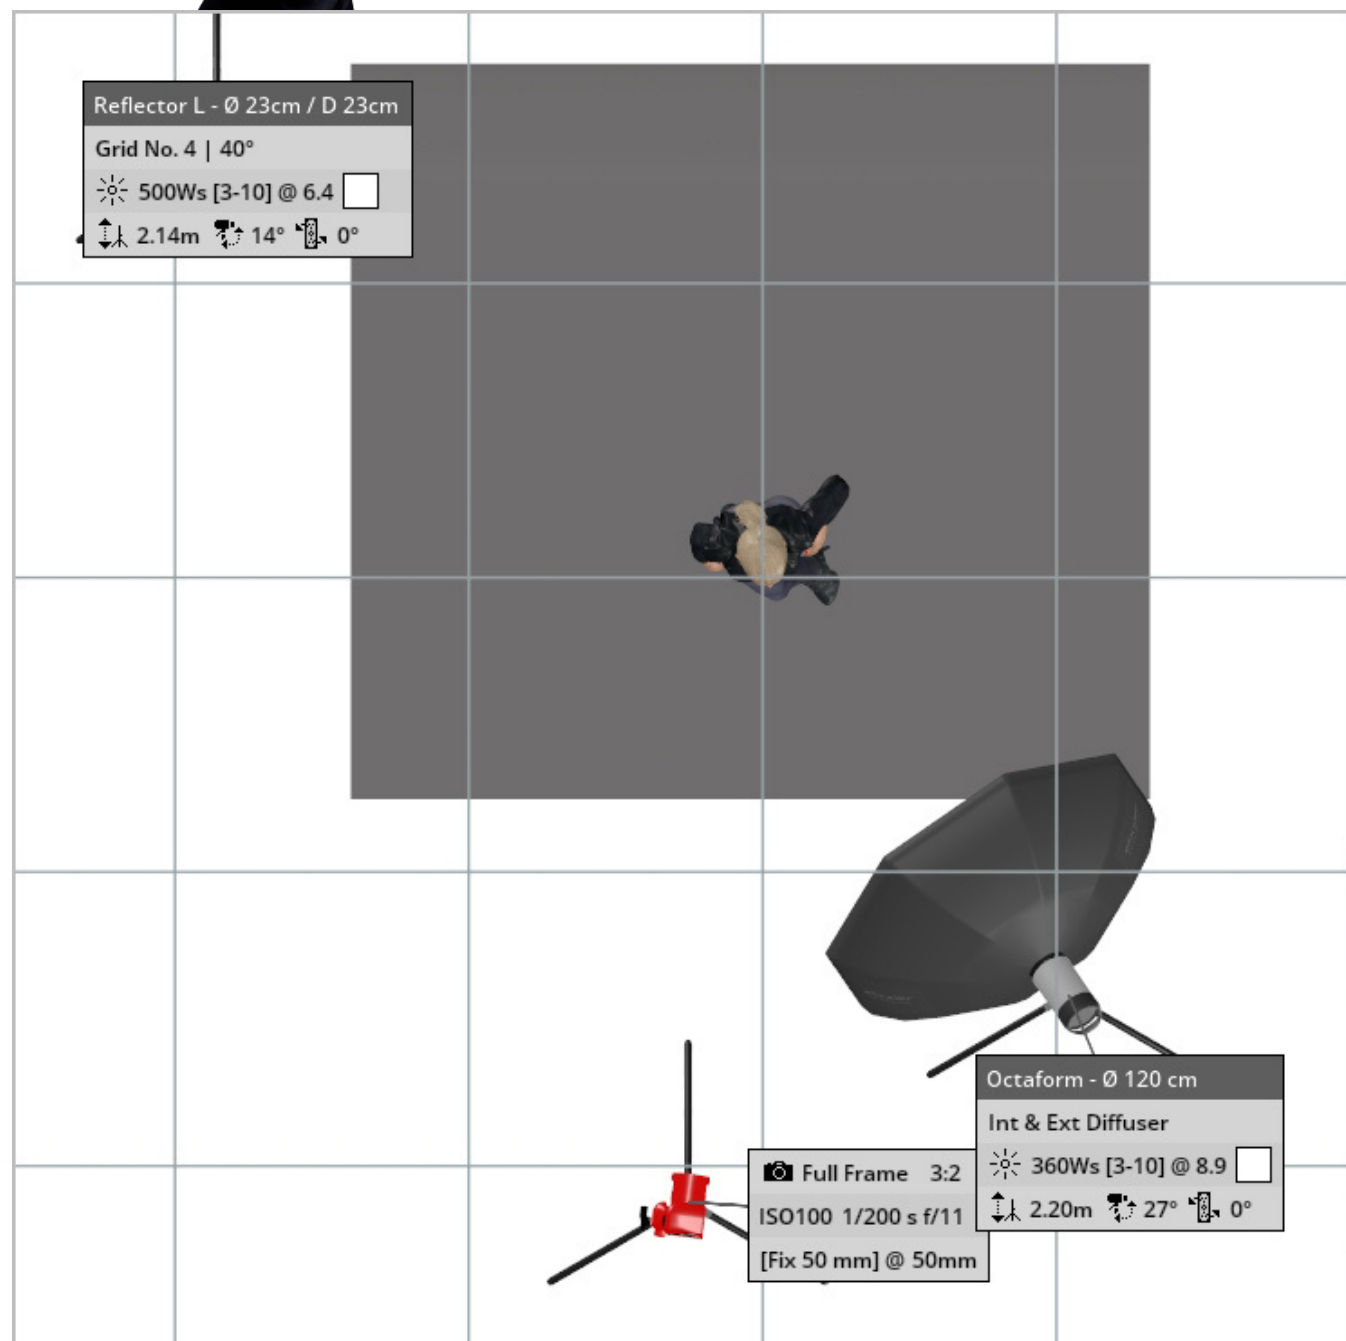 Reflector L - Ø 23cm / D 23cm
Grid No. 4 | 40°
500Ws [3-10] @ 6.4
2.14m 14° 0°
Octaform - Ø 120 cm
Int & Ext Diffuser
360Ws [3-10] @ 8.9
2.20m 27° 0°
Full Frame 3:2
ISO100 1/200 s f/11
[Fix 50 mm] @ 50mm